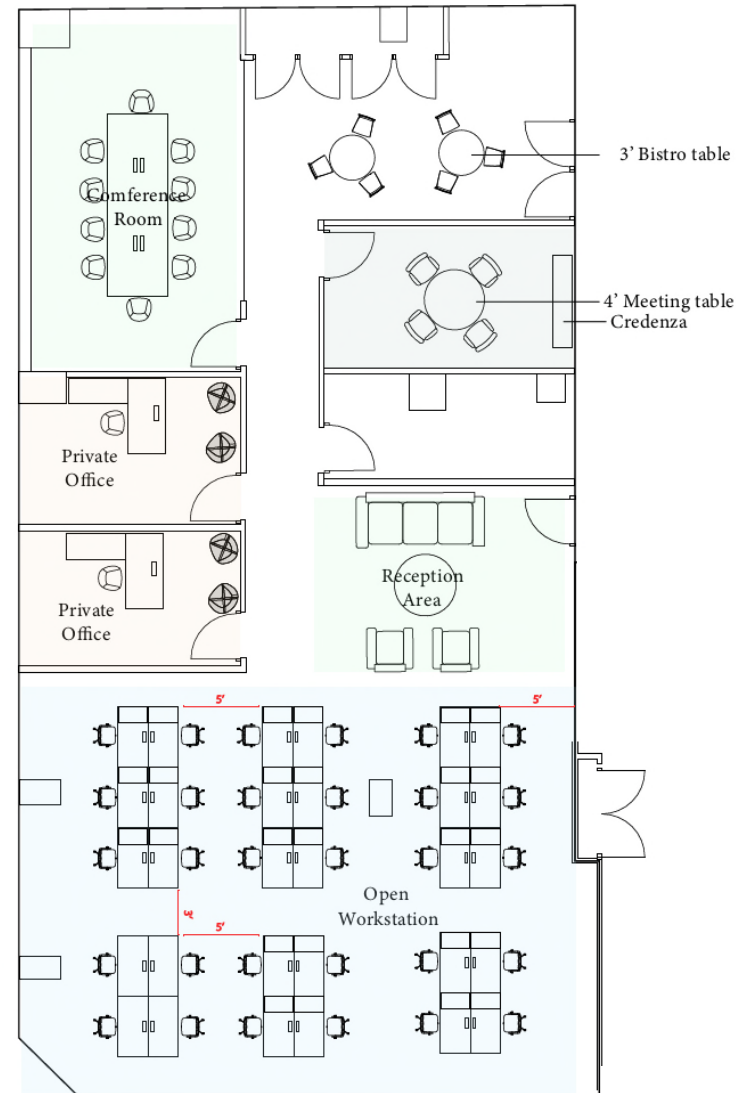 3’ Bistro table
Comference
Room
4’ Meeting table
Credenza
Private
Office
Reception
Area
Private
Office
5’
5’
Open
Workstation
3’
5’